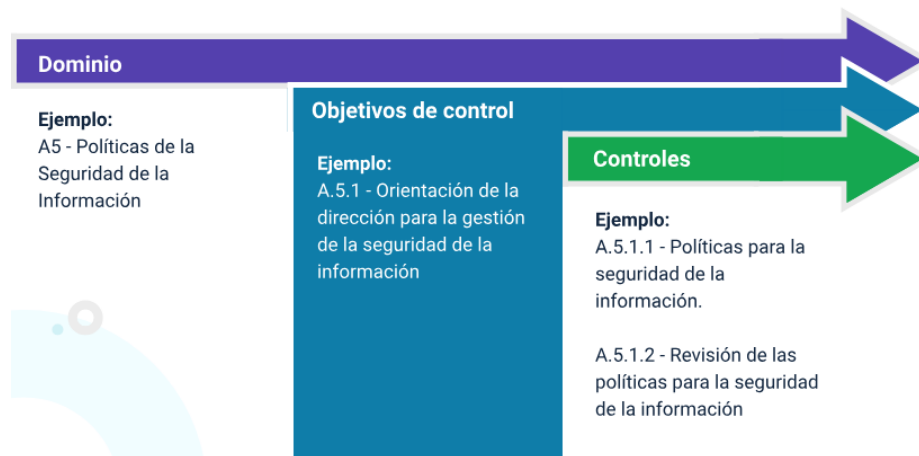 Dominio
Ejemplo:
A5 - Políticas de la
Seguridad de la
Información
Objetivos de control
Ejemplo:
A.5.1 - Orientación de la
dirección para la gestión
de la seguridad de la
información
Controles
Ejemplo:
A.5.1.1 - Políticas para la
seguridad de la
información.
A.5.1.2 - Revisión de las
políticas para la seguridad
de la información